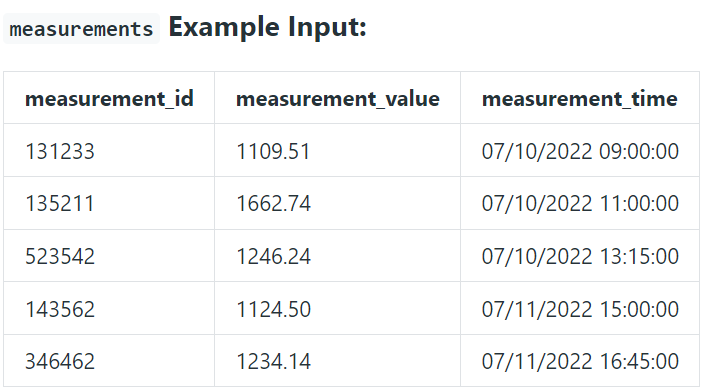 measurements Example Input:
measurement_id measurement_value measurement_time
131233 1109.51 07/10/2022 09:00:00
135211 1662.74 07/10/2022 11:00:00
523542 1246.24 07/10/2022 13:15:00
143562 1124.50 07/11/2022 15:00:00
346462 1234.14 07/11/2022 16:45:00